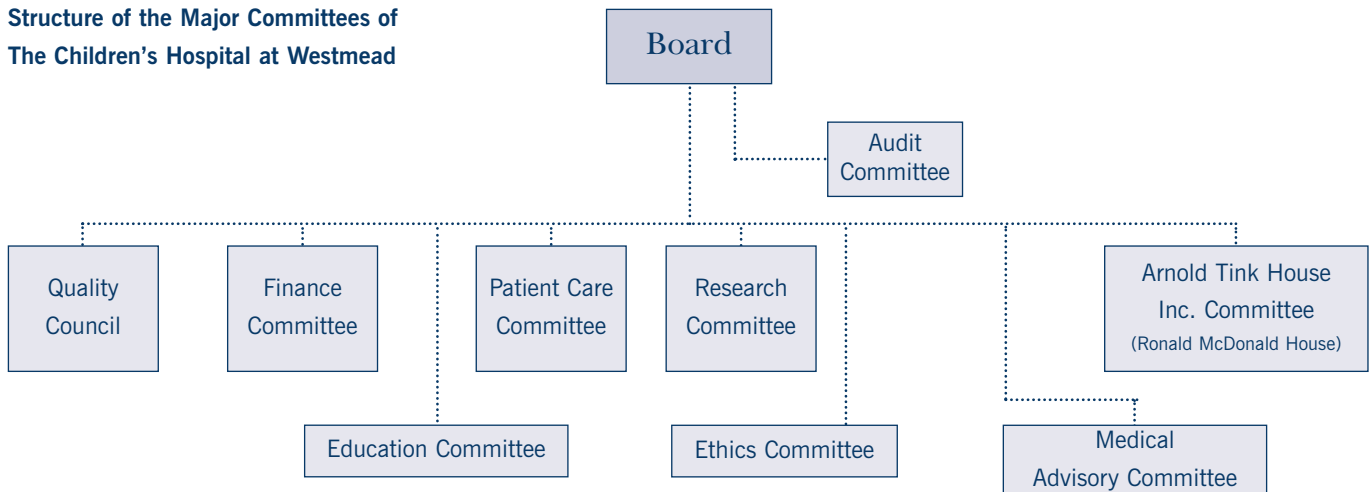 Structure of the Major Committees of
The Children's Hospital at Westmead
Board
Audit
Committee
Quality
Council
Finance
Committee
Patient Care
Committee
Research
Committee
Arnold Tink House
Inc. Committee
(Ronald McDonald House)
Education Committee
Ethics Committee
Medical
Advisory Committee